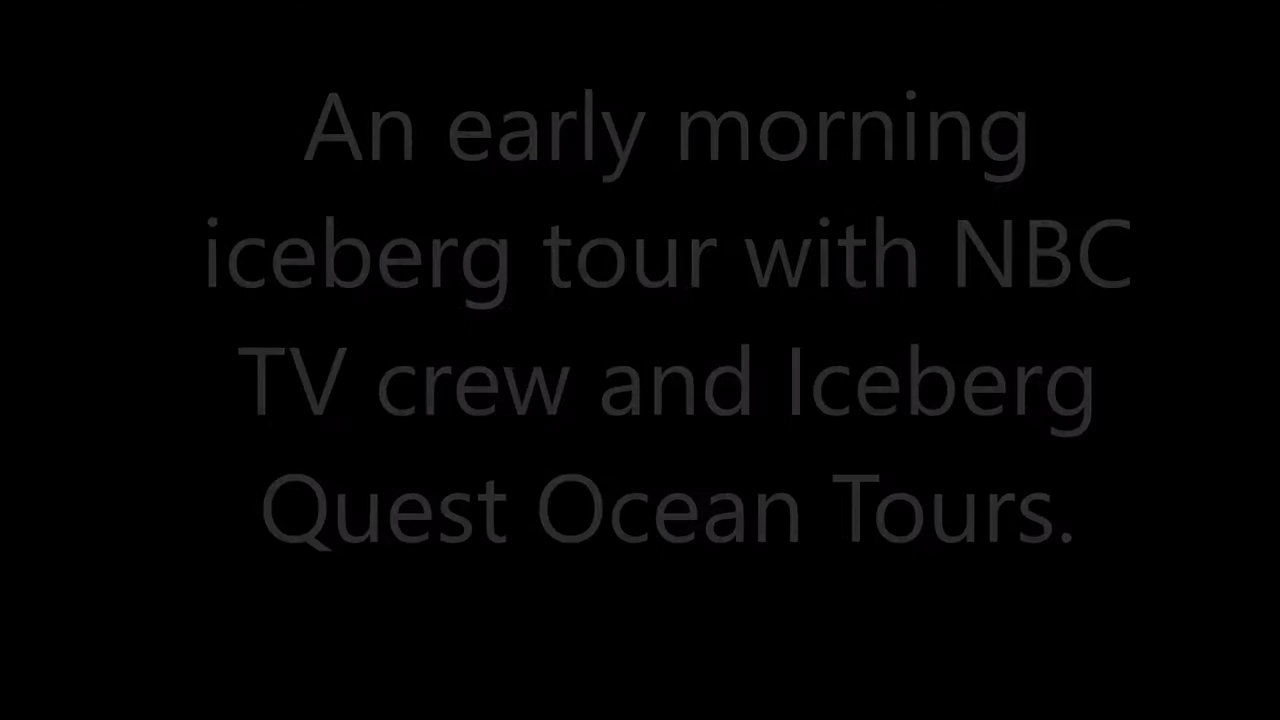 An early morning
iceberg tour with NBC
TV crew and Iceberg
Quest Ocean Tours.